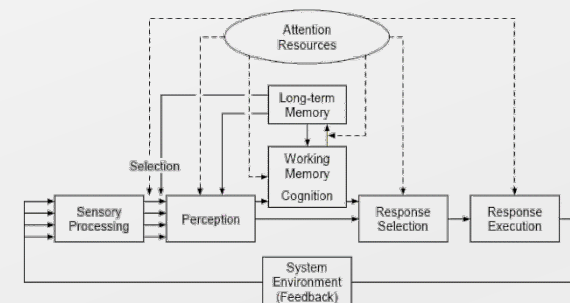 Attention
Resources
Long-term
Memory
Selection
Working
Memory
Cognition
Sensory
Processing
Perception
Response
Selection
Response
Execution
System
Environment
(Feedback)